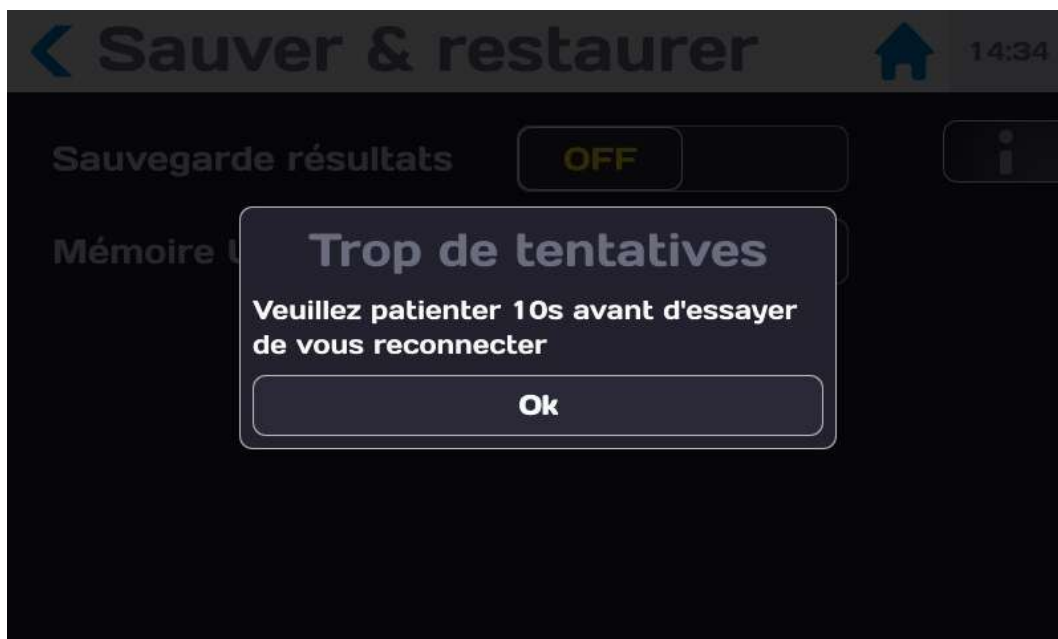 Sauver & restaurer
14:34
Sauvegarde résultats
OFF
Mémoire
Trop de tentatives
Veuillez patienter 10s avant d'essayer
de vous reconnecter
Ok